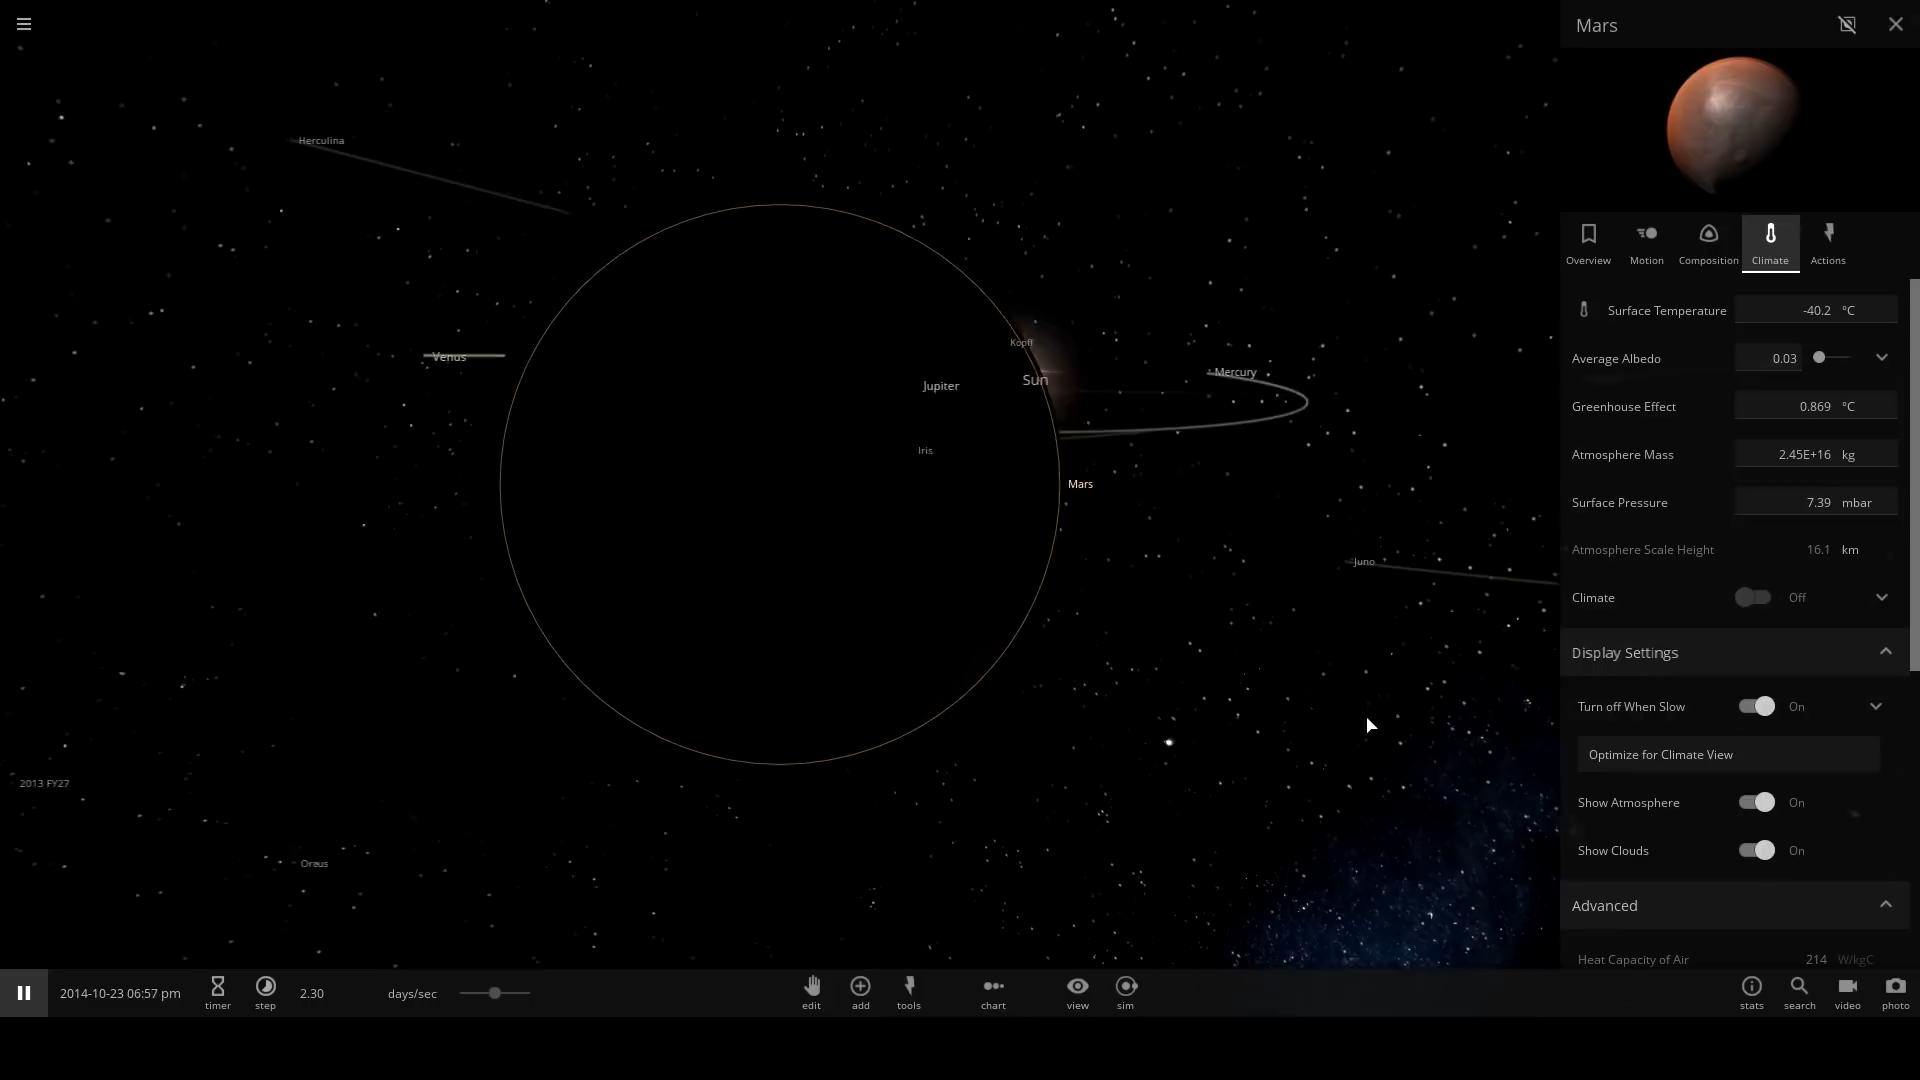 Mars
Herculina
Kopff
Venus
Sun
Jupiter
Mercury
Iris
Mars
Juno
2013 FY27
Orcus
Overview
Motion
Composition
Climate
Actions
Surface Temperature -40.2 °C
Average Albedo 0.03
Greenhouse Effect 0.869 °C
Atmosphere Mass 2.45E+16 kg
Surface Pressure 7.39 mbar
Atmosphere Scale Height 16.1 km
Climate Off
Display Settings
Turn off When Slow On
Optimize for Climate View
Show Atmosphere On
Show Clouds On
Advanced
Heat Capacity of Air 214 W/kgC
2014-10-23 06:57 pm
timer
step
2.30 days/sec
edit
add
tools
chart
view
sim
stats
search
video
photo